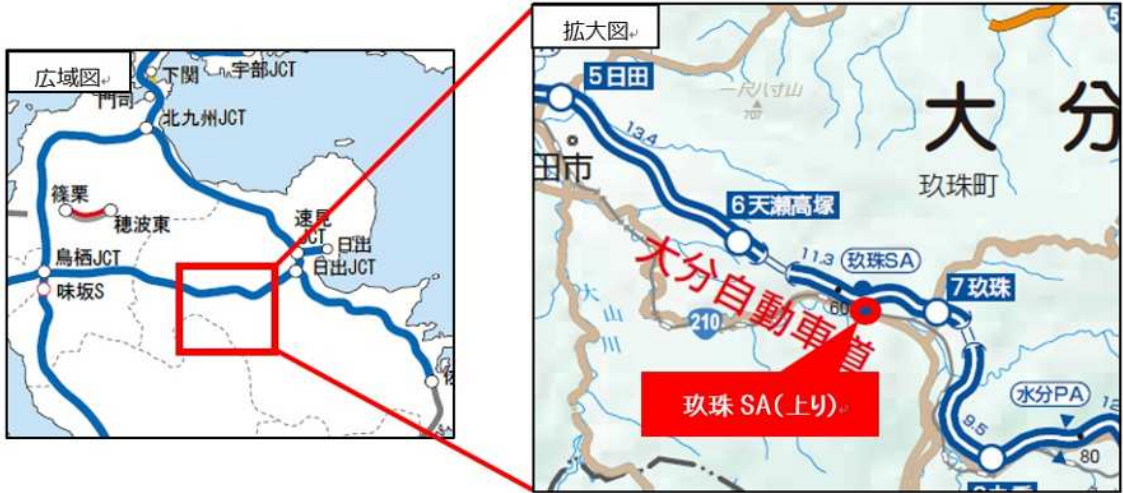 広域図
下関
宇部JCT
門司
北九州JCT
篠栗
穂波東
速見
JCT
日出
鳥栖JCT
日出JCT
味坂S
拡大図
5日田
一尺八寸山
707
大分
13.4
田市
玖珠町
6天瀬高塚
11.3
玖珠SA
7玖珠
大分自動車道
60
大山川
210
玖珠 SA(上り)
水分PA
9.5
12
80